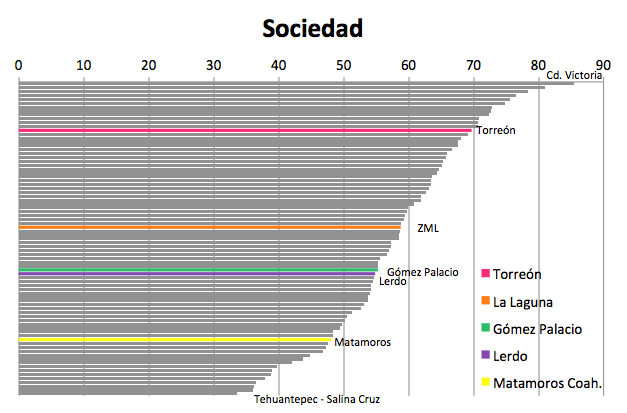 Sociedad
0 10 20 30 40 50 60 70 80 90
Cd. Victoria
Torreón
ZML
Gómez Palacio
Lerdo
Matamoros
Tehuantepec - Salina Cruz
Torreón
La Laguna
Gómez Palacio
Lerdo
Matamoros Coah.